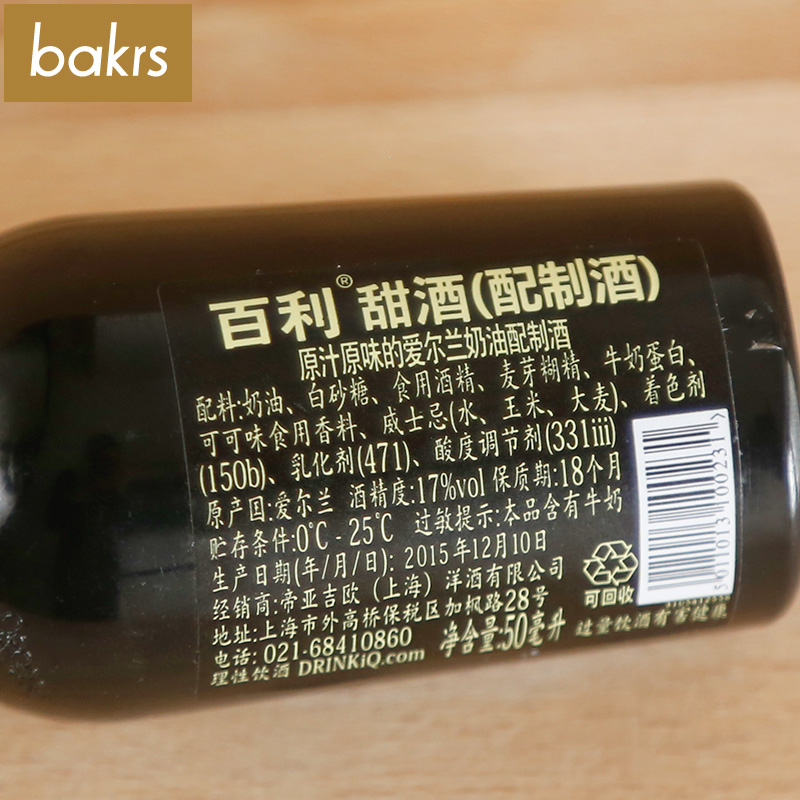 bakrs
百利® 甜酒(配制酒)
原汁原味的爱尔兰奶油配制酒
配料:奶油、白砂糖、食用酒精、麦芽糊精、牛奶蛋白、
可可味食用香料、威士忌(水、玉米、大麦)、着色剂
(150b)、乳化剂(471)、酸度调节剂(331iii)
原产国:爱尔兰 酒精度:17%vol 保质期:18个月
贮存条件:0℃ - 25℃ 过敏提示:本品含有牛奶
生产日期(年/月/日): 2015年12月10日
经销商:帝亚吉欧（上海）洋酒有限公司
地址:上海市外高桥保税区加枫路28号
电话: 021-68410860 净含量:50毫升
理性饮酒 DRINKiQ.com 过量饮酒有害健康
可回收
5 011013 100231 >